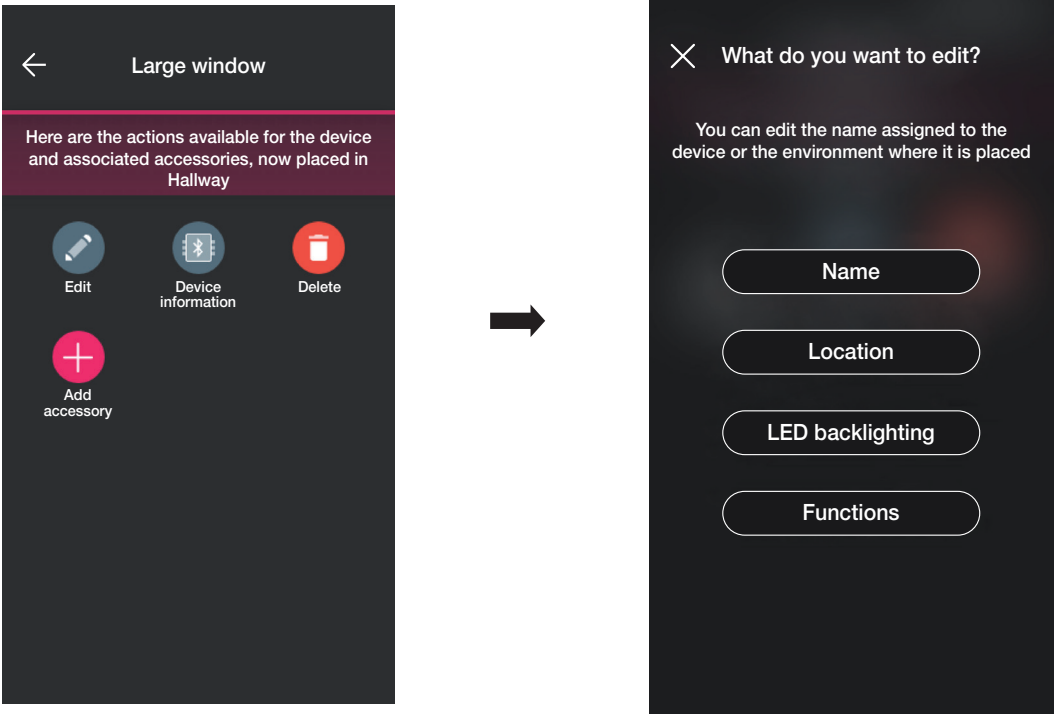 Large window
Here are the actions available for the device
and associated accessories, now placed in
Hallway
Edit
Device
information
Delete
Add
accessory
What do you want to edit?
You can edit the name assigned to the
device or the environment where it is placed
Name
Location
LED backlighting
Functions